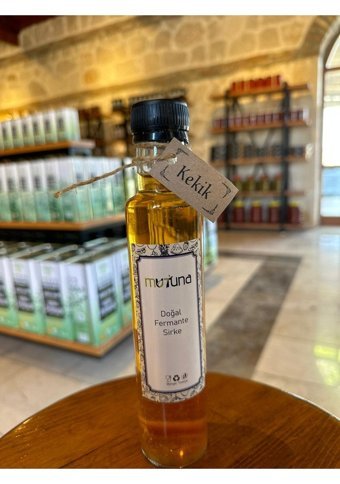 Kekik
mutuna
Doğal
Fermante
Sirke